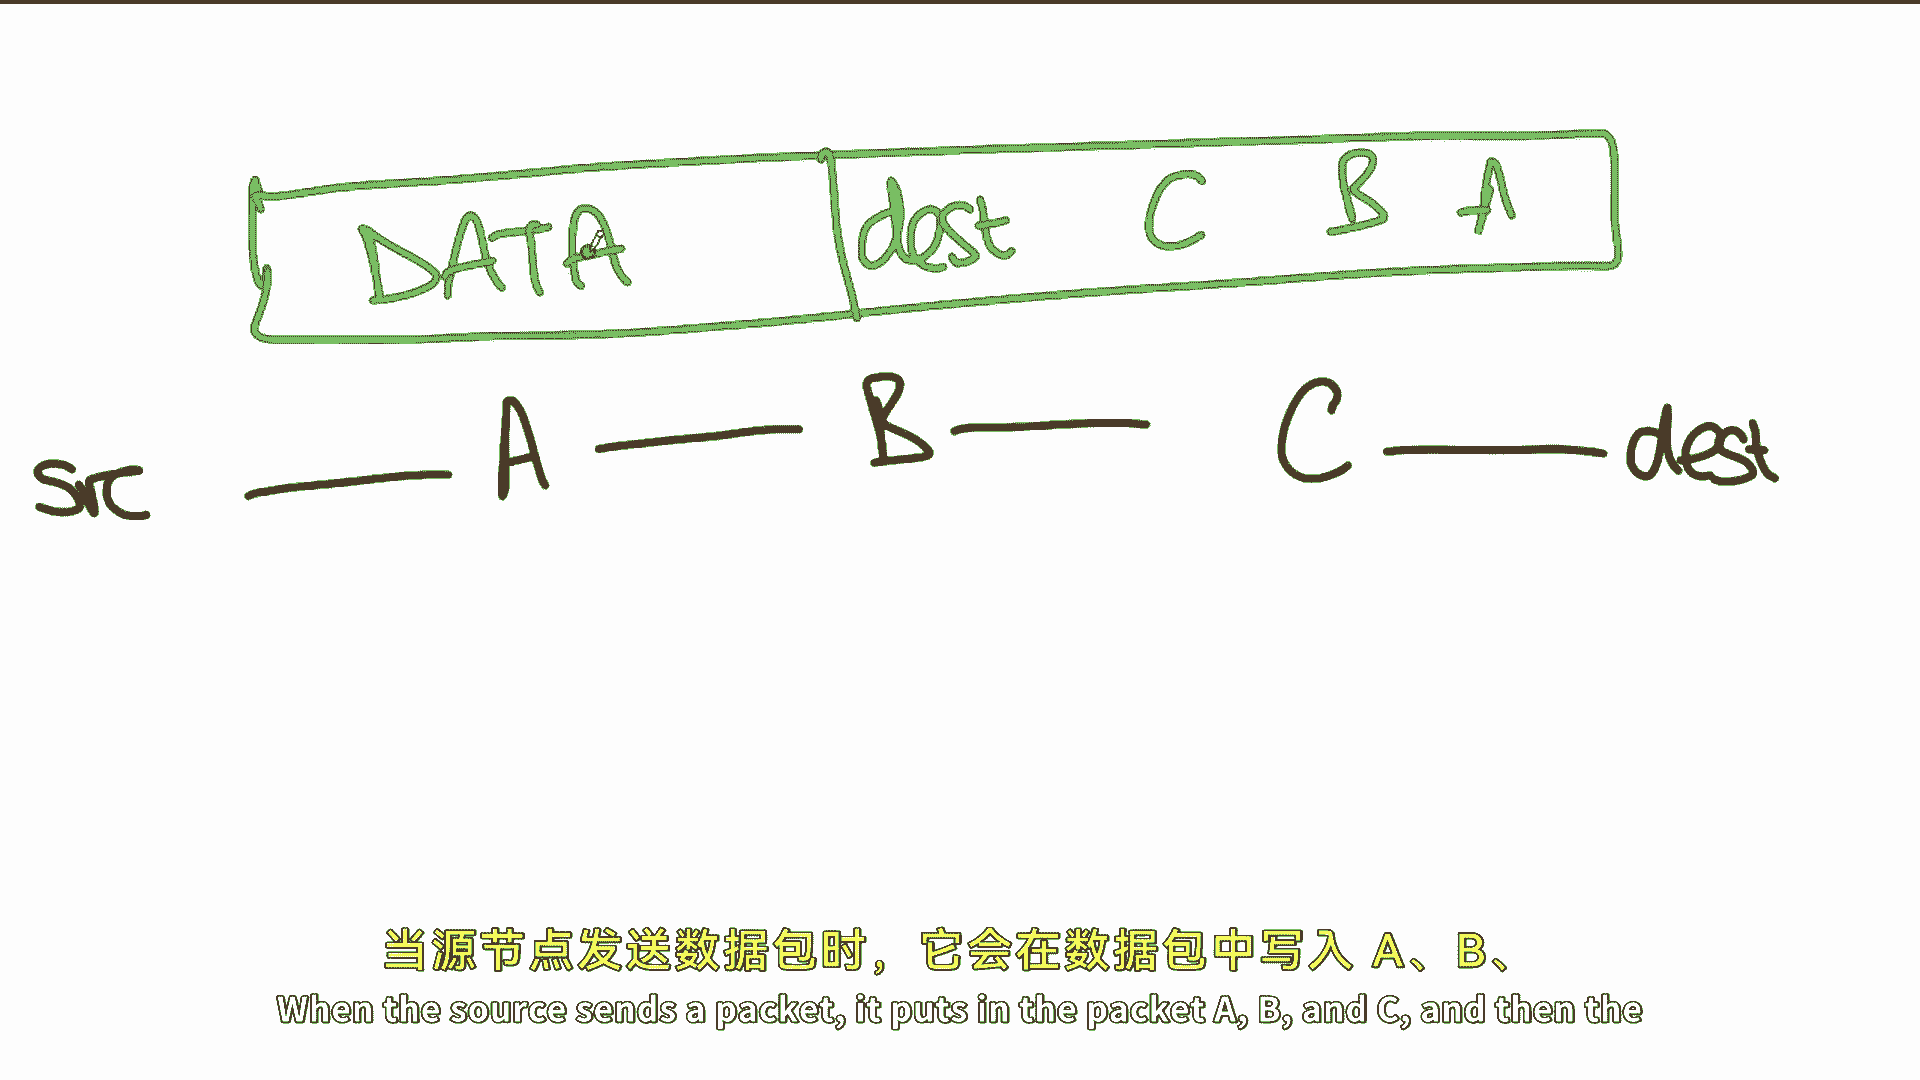 DATA dest C B A
src A B C dest
当源节点发送数据包时，它会在数据包中写入 A、B、
When the source sends a packet, it puts in the packet A, B, and C, and then the